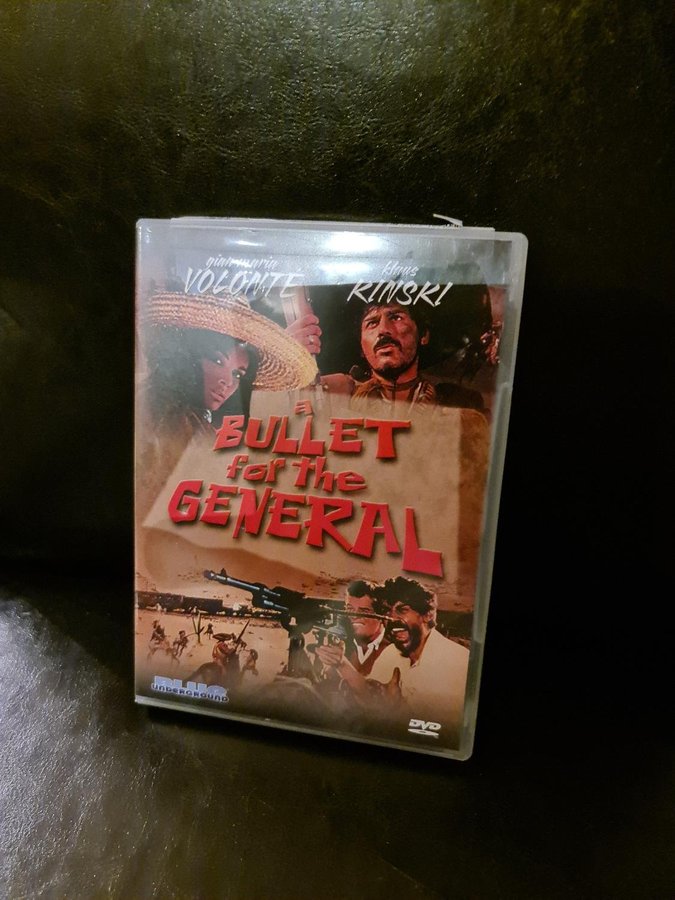 gian maria klaus
VOLONTE KINSKI
a
BULLET
for the
GENERAL
BLUE
UNDERGROUND
DVD